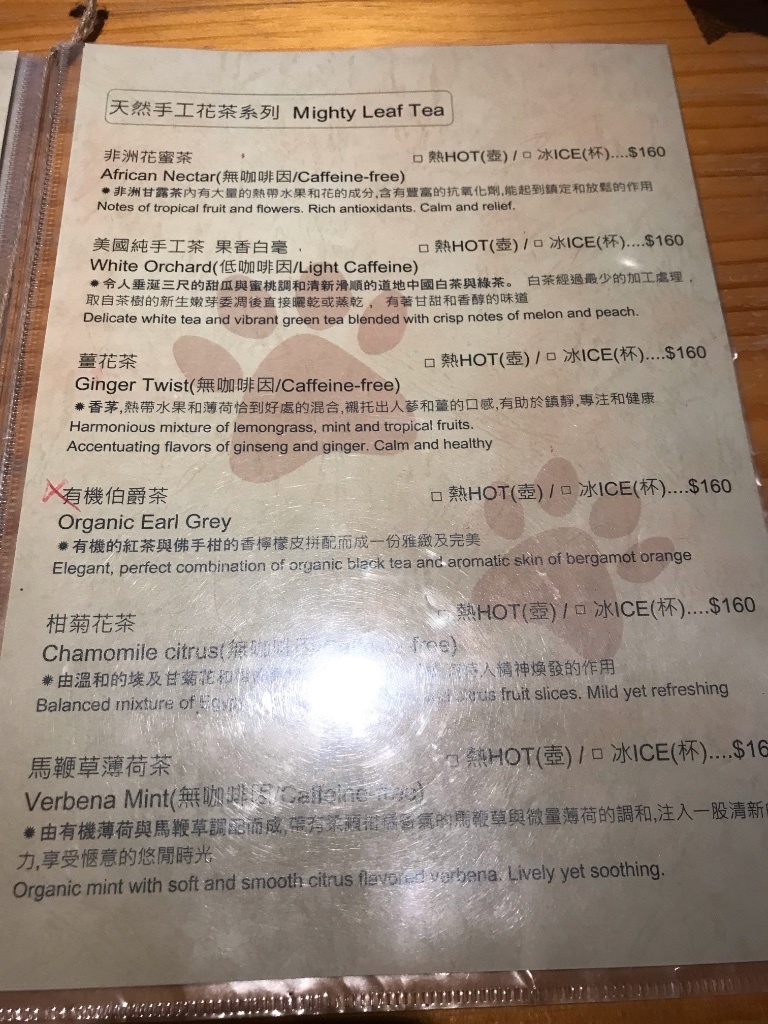 天然手工花茶系列 Mighty Leaf Tea
非洲花蜜茶 □ 熱HOT(壺) / □ 冰ICE(杯)....$160
African Nectar(無咖啡因/Caffeine-free)
✹非洲甘露茶內有大量的熱帶水果和花的成分,含有豐富的抗氧化劑,能起到鎮定和放鬆的作用
Notes of tropical fruit and flowers. Rich antioxidants. Calm and relief.
美國純手工茶 果香白毫 □ 熱HOT(壺) / □ 冰ICE(杯)....$160
White Orchard(低咖啡因/Light Caffeine)
✹令人垂涎三尺的甜瓜與蜜桃調和清新滑順的道地中國白茶與綠茶。 白茶經過最少的加工處理，
取自茶樹的新生嫩芽委凋後直接曬乾或蒸乾， 有著甘甜和香醇的味道
Delicate white tea and vibrant green tea blended with crisp notes of melon and peach.
薑花茶 □ 熱HOT(壺) / □ 冰ICE(杯)....$160
Ginger Twist(無咖啡因/Caffeine-free)
✹香茅,熱帶水果和薄荷恰到好處的混合,襯托出人蔘和薑的口感,有助於鎮靜,專注和健康
Harmonious mixture of lemongrass, mint and tropical fruits.
Accentuating flavors of ginseng and ginger. Calm and healthy
有機伯爵茶 □ 熱HOT(壺) / □ 冰ICE(杯)....$160
Organic Earl Grey
✹有機的紅茶與佛手柑的香檸檬皮拼配而成一份雅緻及完美
Elegant, perfect combination of organic black tea and aromatic skin of bergamot orange
柑菊花茶 □ 熱HOT(壺) / □ 冰ICE(杯)....$160
Chamomile citrus(無咖啡因/ free)
✹由溫和的埃及甘菊花和 人精神煥發的作用
Balanced mixture of and citrus fruit slices. Mild yet refreshing
馬鞭草薄荷茶 □ 熱HOT(壺) / □ 冰ICE(杯)....$16
Verbena Mint(無咖啡因/Caffeine-free)
✹由有機薄荷與馬鞭草調配而成,帶有茶 的馬鞭草與微量薄荷的調和,注入一股清新
力,享受愜意的悠閒時光
Organic mint with soft and smooth citrus flavored verbena. Lively yet soothing.